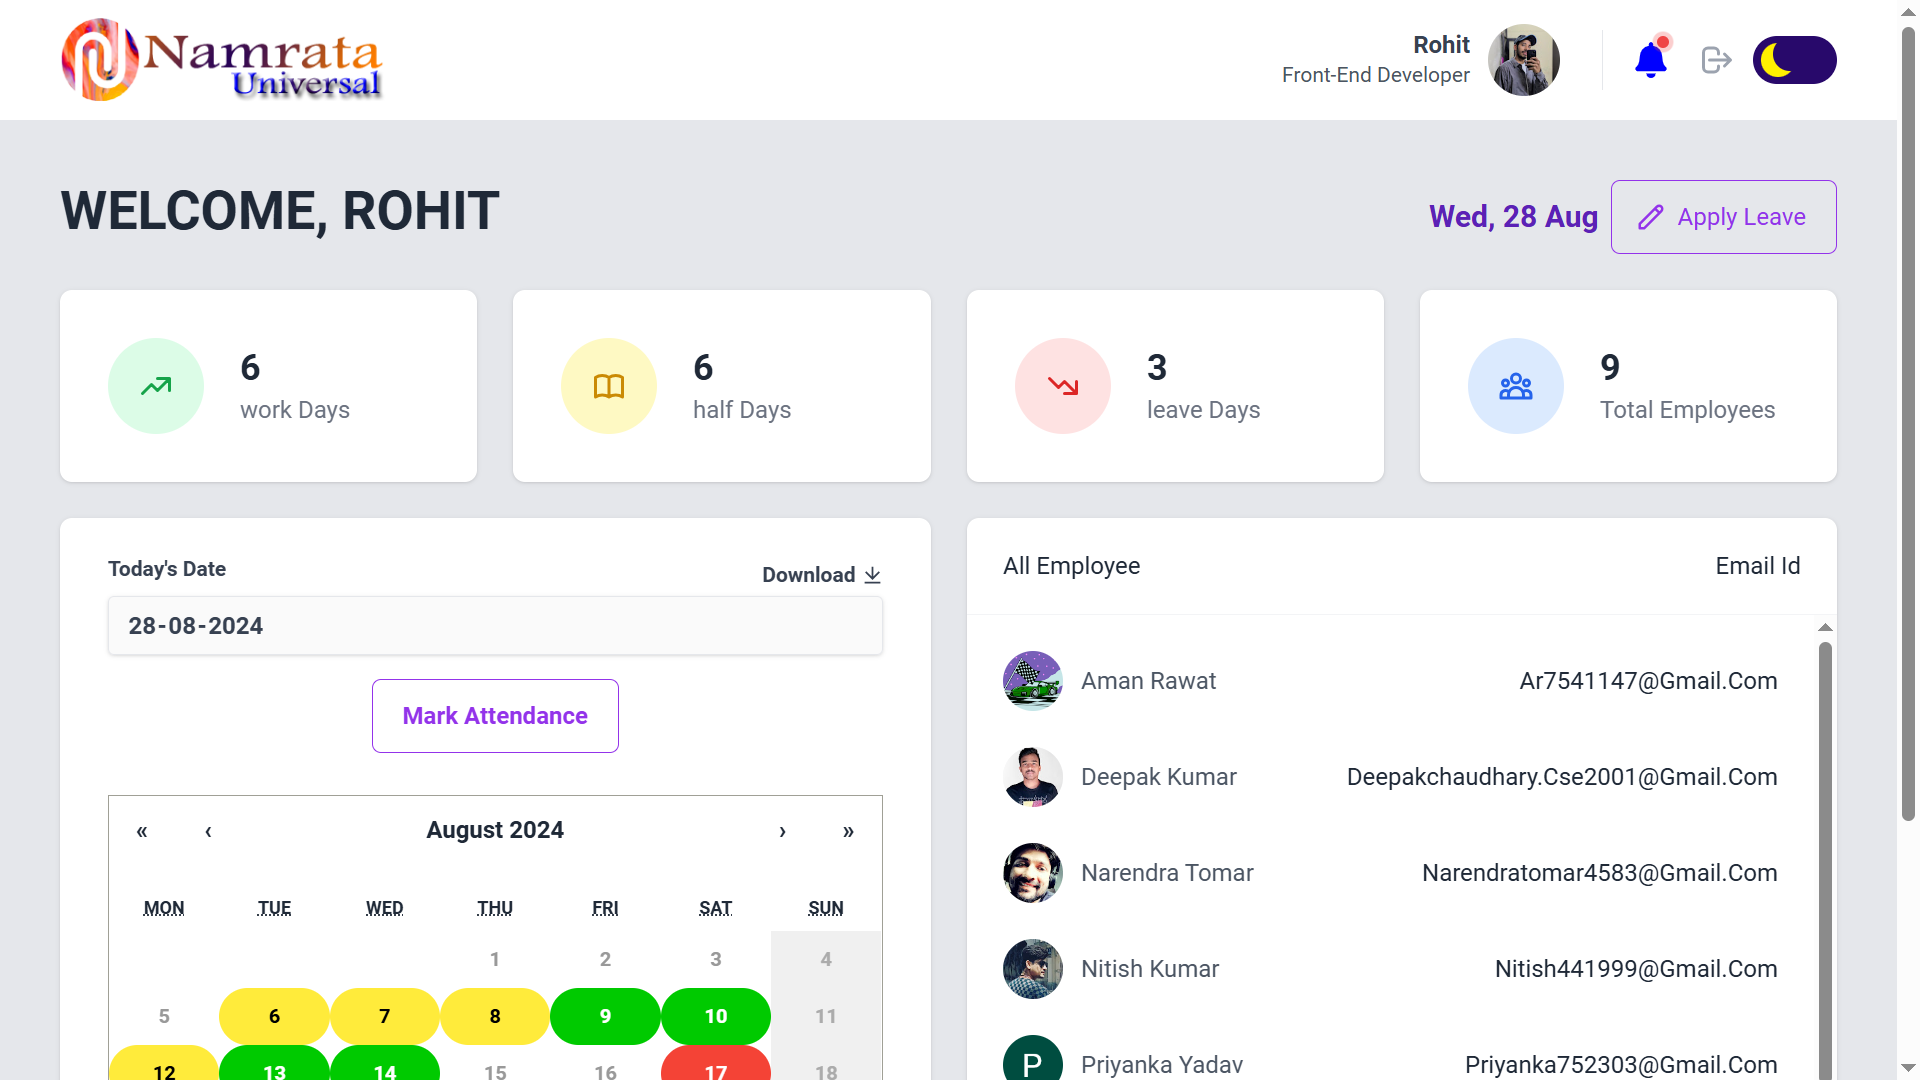 Namrata
Universal
Rohit
Front-End Developer
WELCOME, ROHIT
Wed, 28 Aug
Apply Leave
6
work Days
6
half Days
3
leave Days
9
Total Employees
Today's Date
Download
28-08-2024
Mark Attendance
« ‹ August 2024 › »
MON TUE WED THU FRI SAT SUN
1 2 3 4
5 6 7 8 9 10 11
12 13 14 15 16 17 18
All Employee Email Id
Aman Rawat Ar7541147@Gmail.Com
Deepak Kumar Deepakchaudhary.Cse2001@Gmail.Com
Narendra Tomar Narendratomar4583@Gmail.Com
Nitish Kumar Nitish441999@Gmail.Com
P Priyanka Yadav Priyanka752303@Gmail.Com